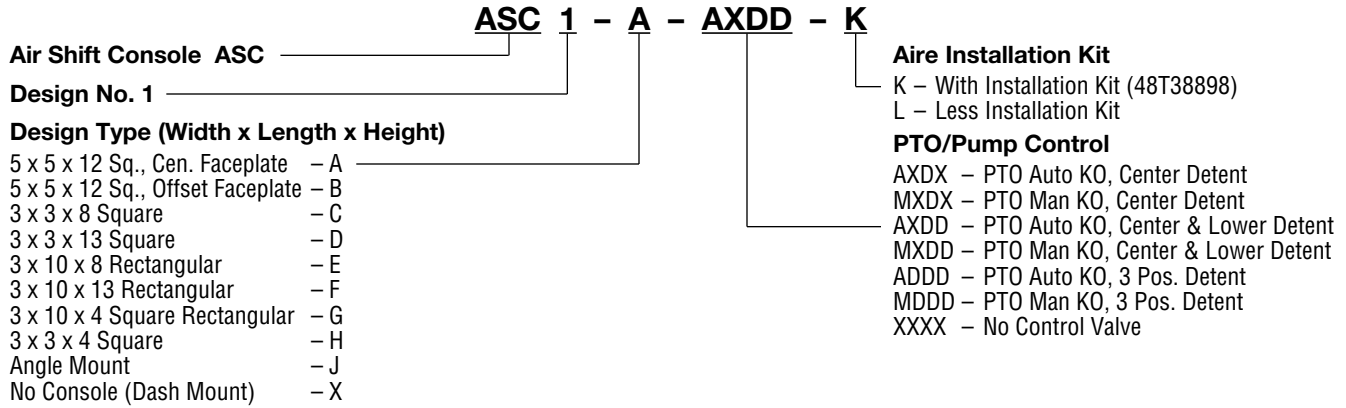 ASC 1 – A – AXDD – K
Air Shift Console ASC
Design No. 1
Design Type (Width x Length x Height)
5 x 5 x 12 Sq., Cen. Faceplate – A
5 x 5 x 12 Sq., Offset Faceplate – B
3 x 3 x 8 Square – C
3 x 3 x 13 Square – D
3 x 10 x 8 Rectangular – E
3 x 10 x 13 Rectangular – F
3 x 10 x 4 Square Rectangular – G
3 x 3 x 4 Square – H
Angle Mount – J
No Console (Dash Mount) – X
Aire Installation Kit
K – With Installation Kit (48T38898)
L – Less Installation Kit
PTO/Pump Control
AXDX – PTO Auto KO, Center Detent
MXDX – PTO Man KO, Center Detent
AXDD – PTO Auto KO, Center & Lower Detent
MXDD – PTO Man KO, Center & Lower Detent
ADDD – PTO Auto KO, 3 Pos. Detent
MDDD – PTO Man KO, 3 Pos. Detent
XXXX – No Control Valve